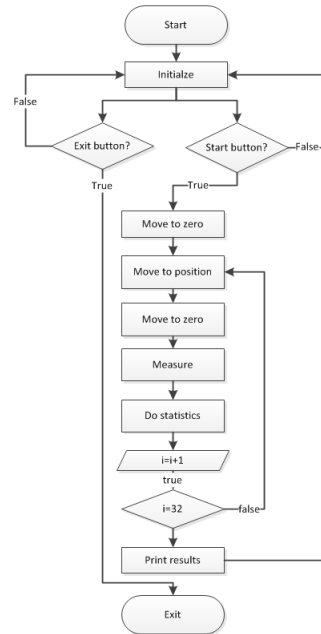 Start
Initialze
False
Exit button?
Start button?
False
True
True
Move to zero
Move to position
Move to zero
Measure
Do statistics
i=i+1
true
i=32
false
Print results
Exit